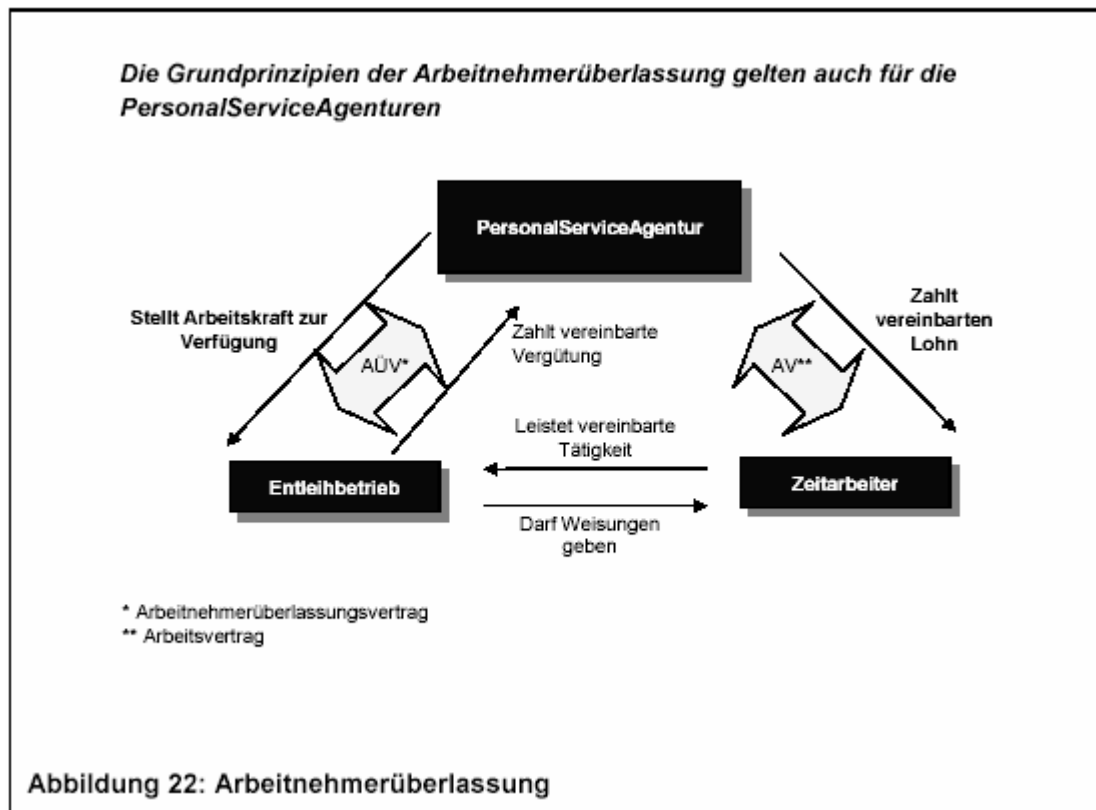 Die Grundprinzipien der Arbeitnehmerüberlassung gelten auch für die
PersonalServiceAgenturen
PersonalServiceAgentur
Stellt Arbeitskraft zur
Verfügung
Zahlt vereinbarte
Vergütung
Zahlt
vereinbarten
Lohn
AÜV*
AV**
Leistet vereinbarte
Tätigkeit
Entleihbetrieb
Zeitarbeiter
Darf Weisungen
geben
* Arbeitnehmerüberlassungsvertrag
** Arbeitsvertrag
Abbildung 22: Arbeitnehmerüberlassung